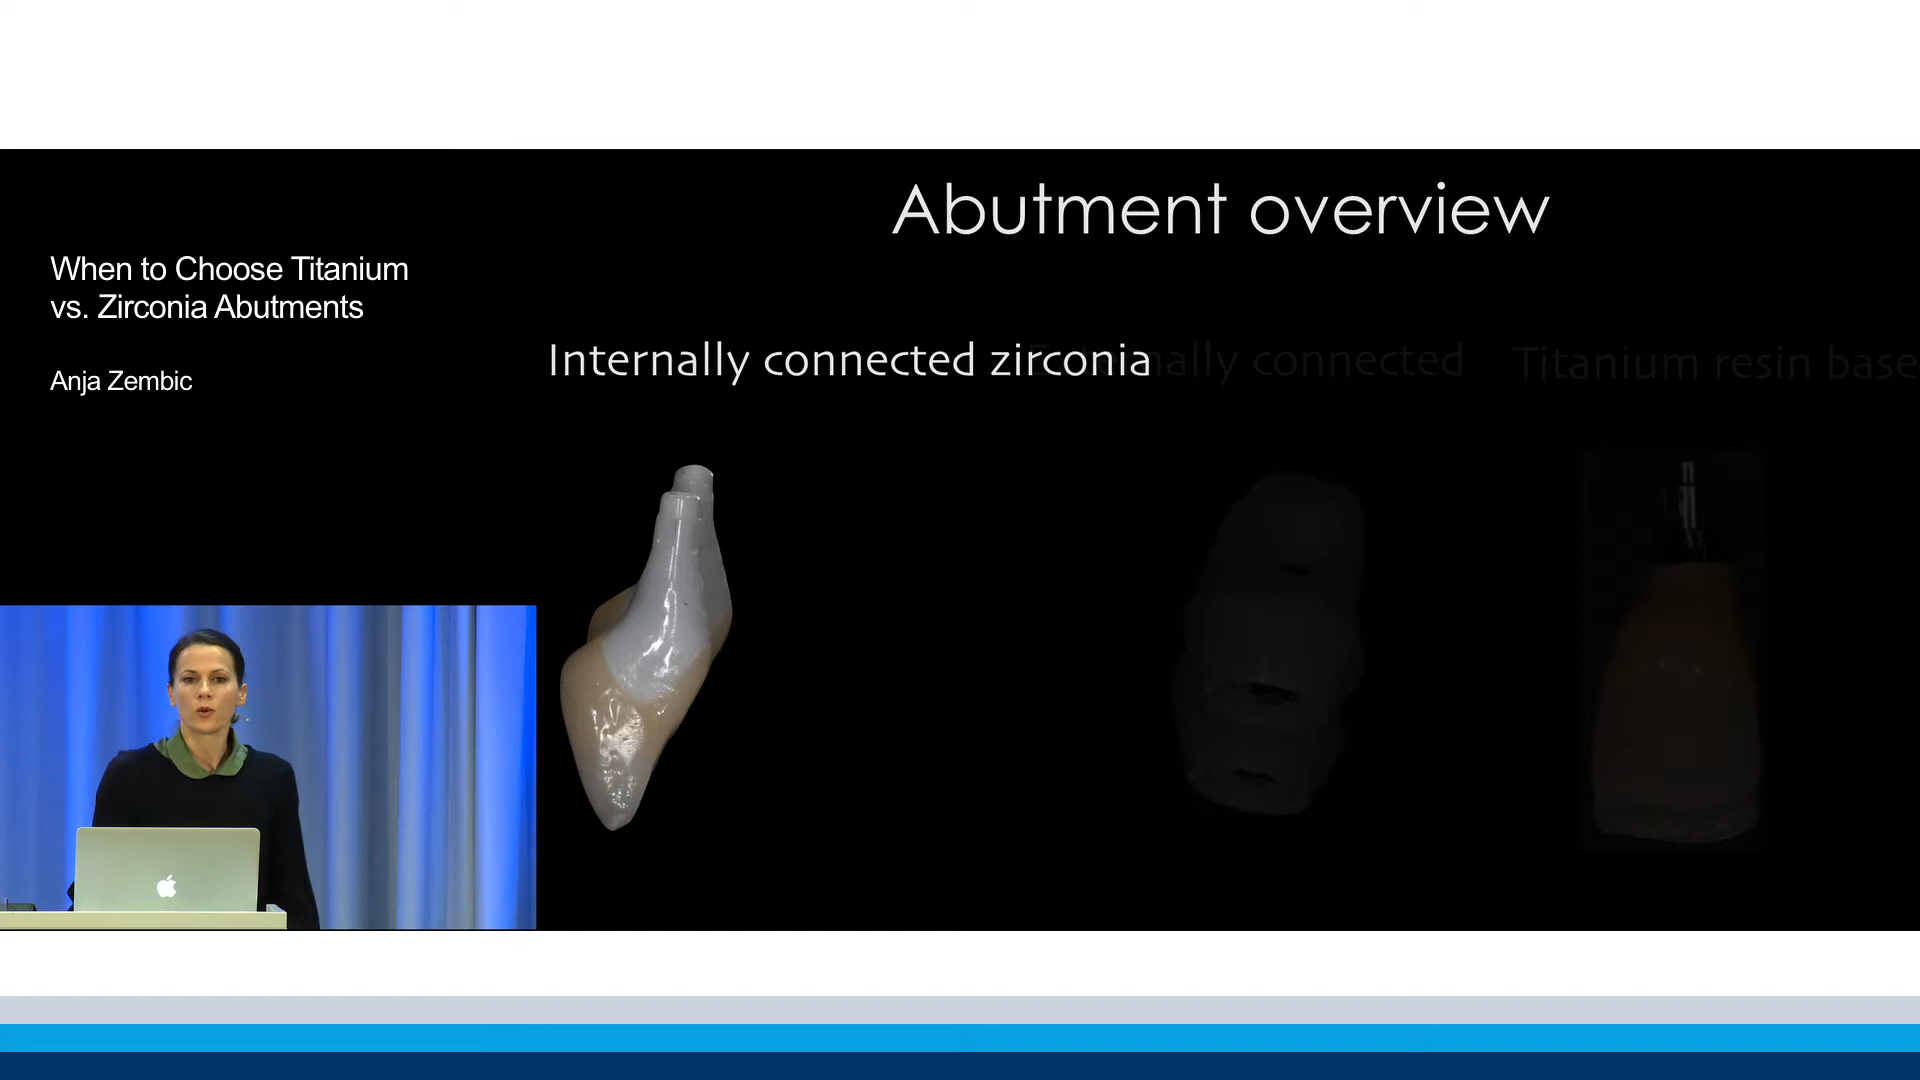 Abutment overview
When to Choose Titanium
vs. Zirconia Abutments
Anja Zembic
Internally connected zirconia
Externally connected
Titanium resin base